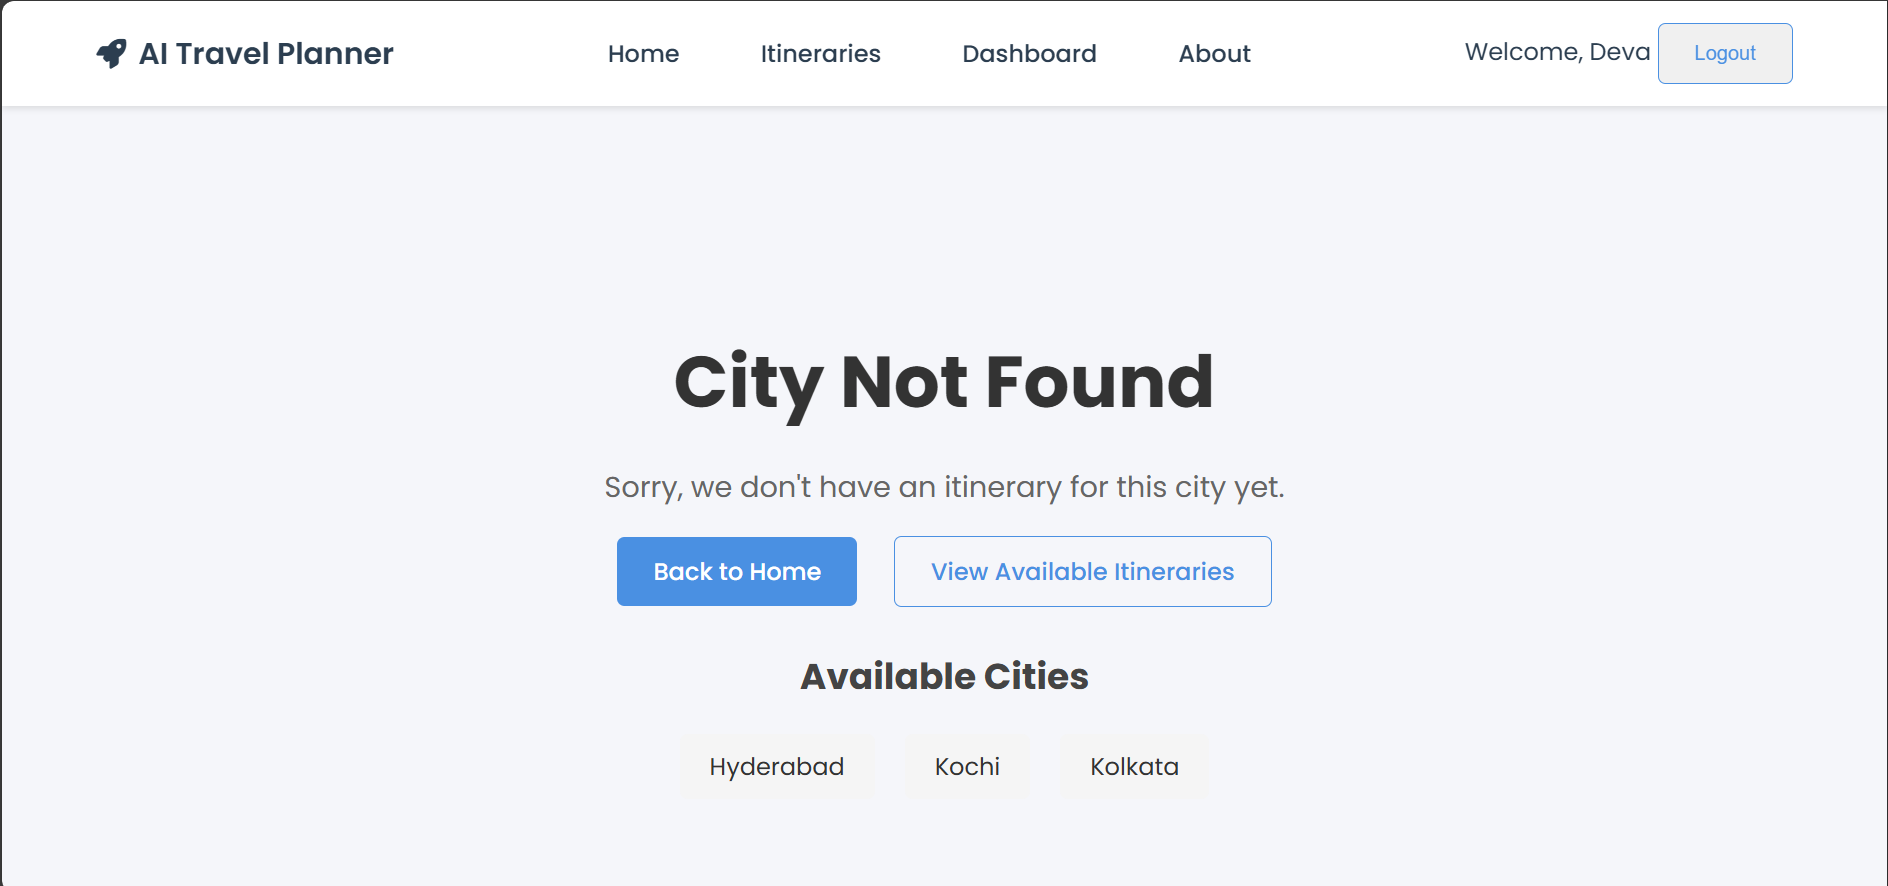 AI Travel Planner
Home Itineraries Dashboard About
Welcome, Deva Logout
City Not Found
Sorry, we don't have an itinerary for this city yet.
Back to Home View Available Itineraries
Available Cities
Hyderabad Kochi Kolkata